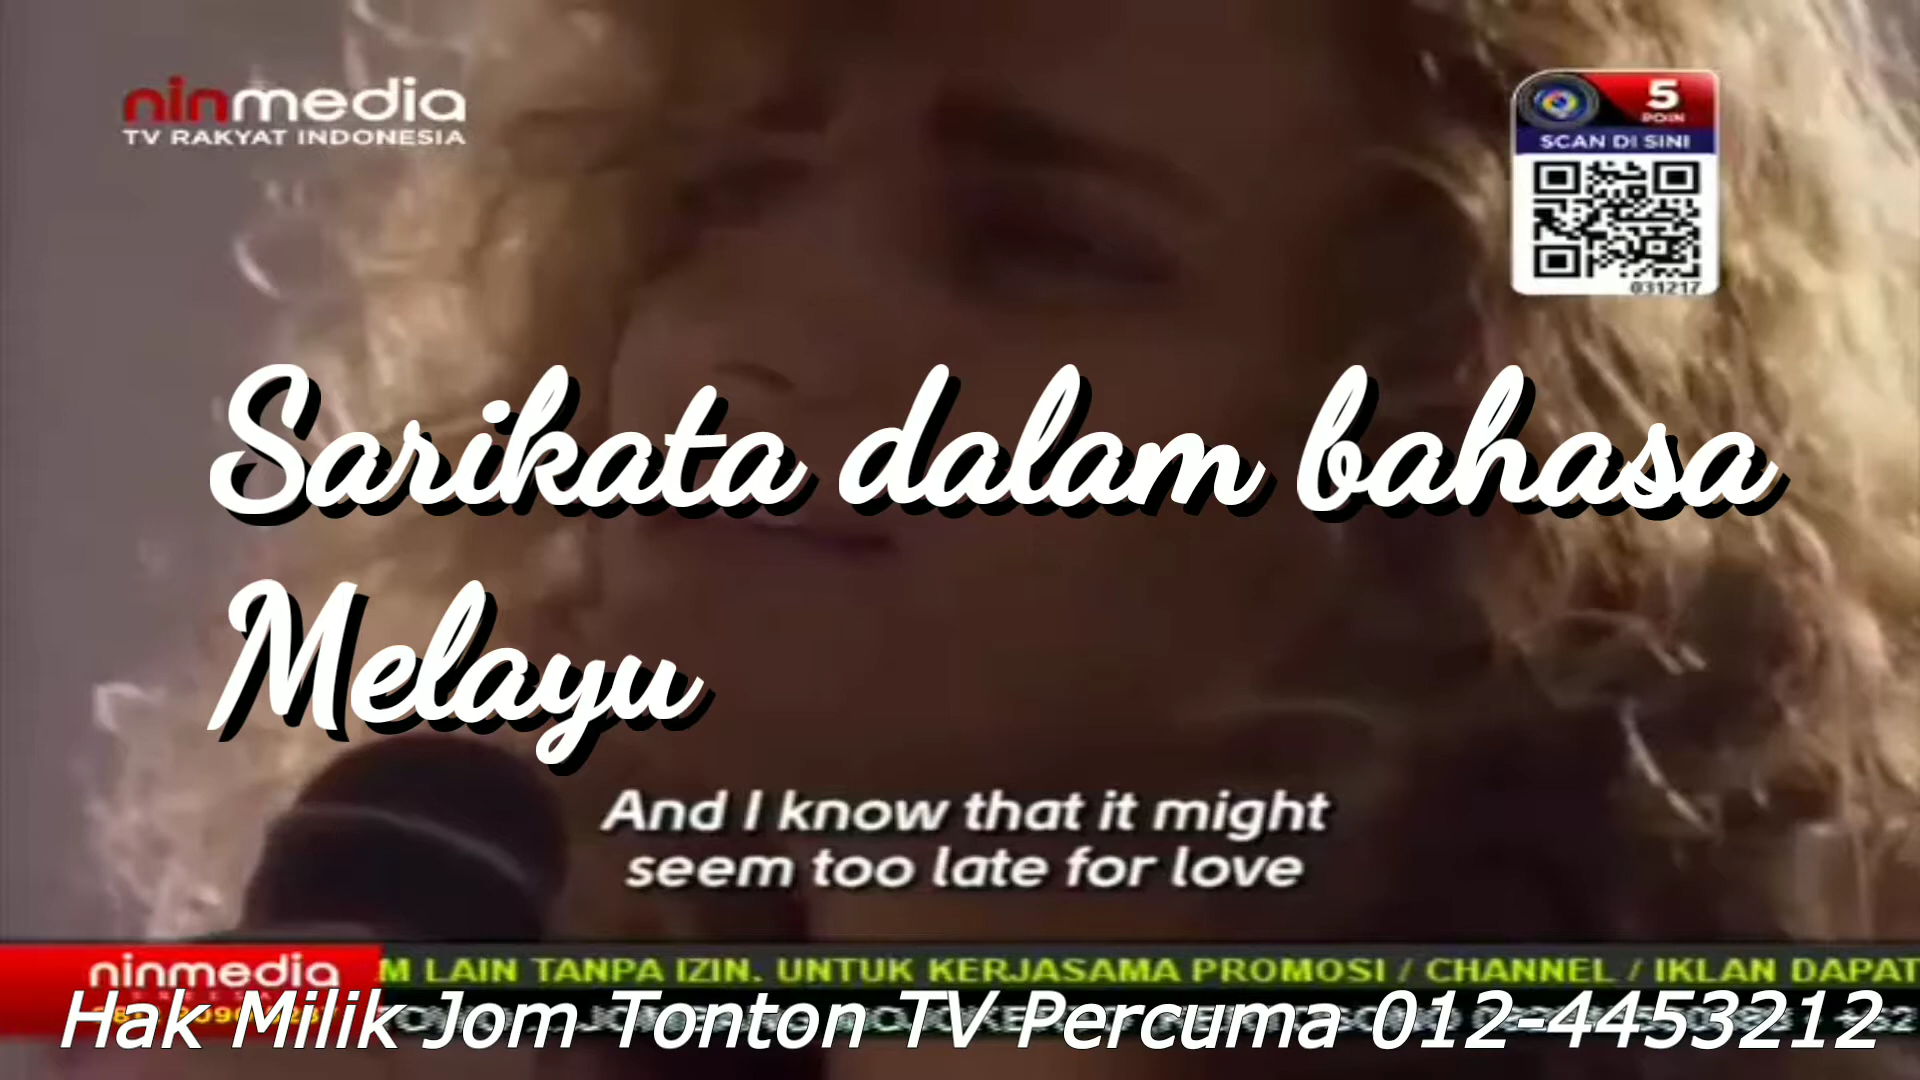 ninmedia
TV RAKYAT INDONESIA
5
POIN
SCAN DI SINI
031217
Sarikata dalam bahasa
Melayu
And I know that it might
seem too late for love
ninmedia
M LAIN TANPA IZIN. UNTUK KERJASAMA PROMOSI / CHANNEL / IKLAN DAPAT
Hak Milik Jom Tonton TV Percuma 012-4453212